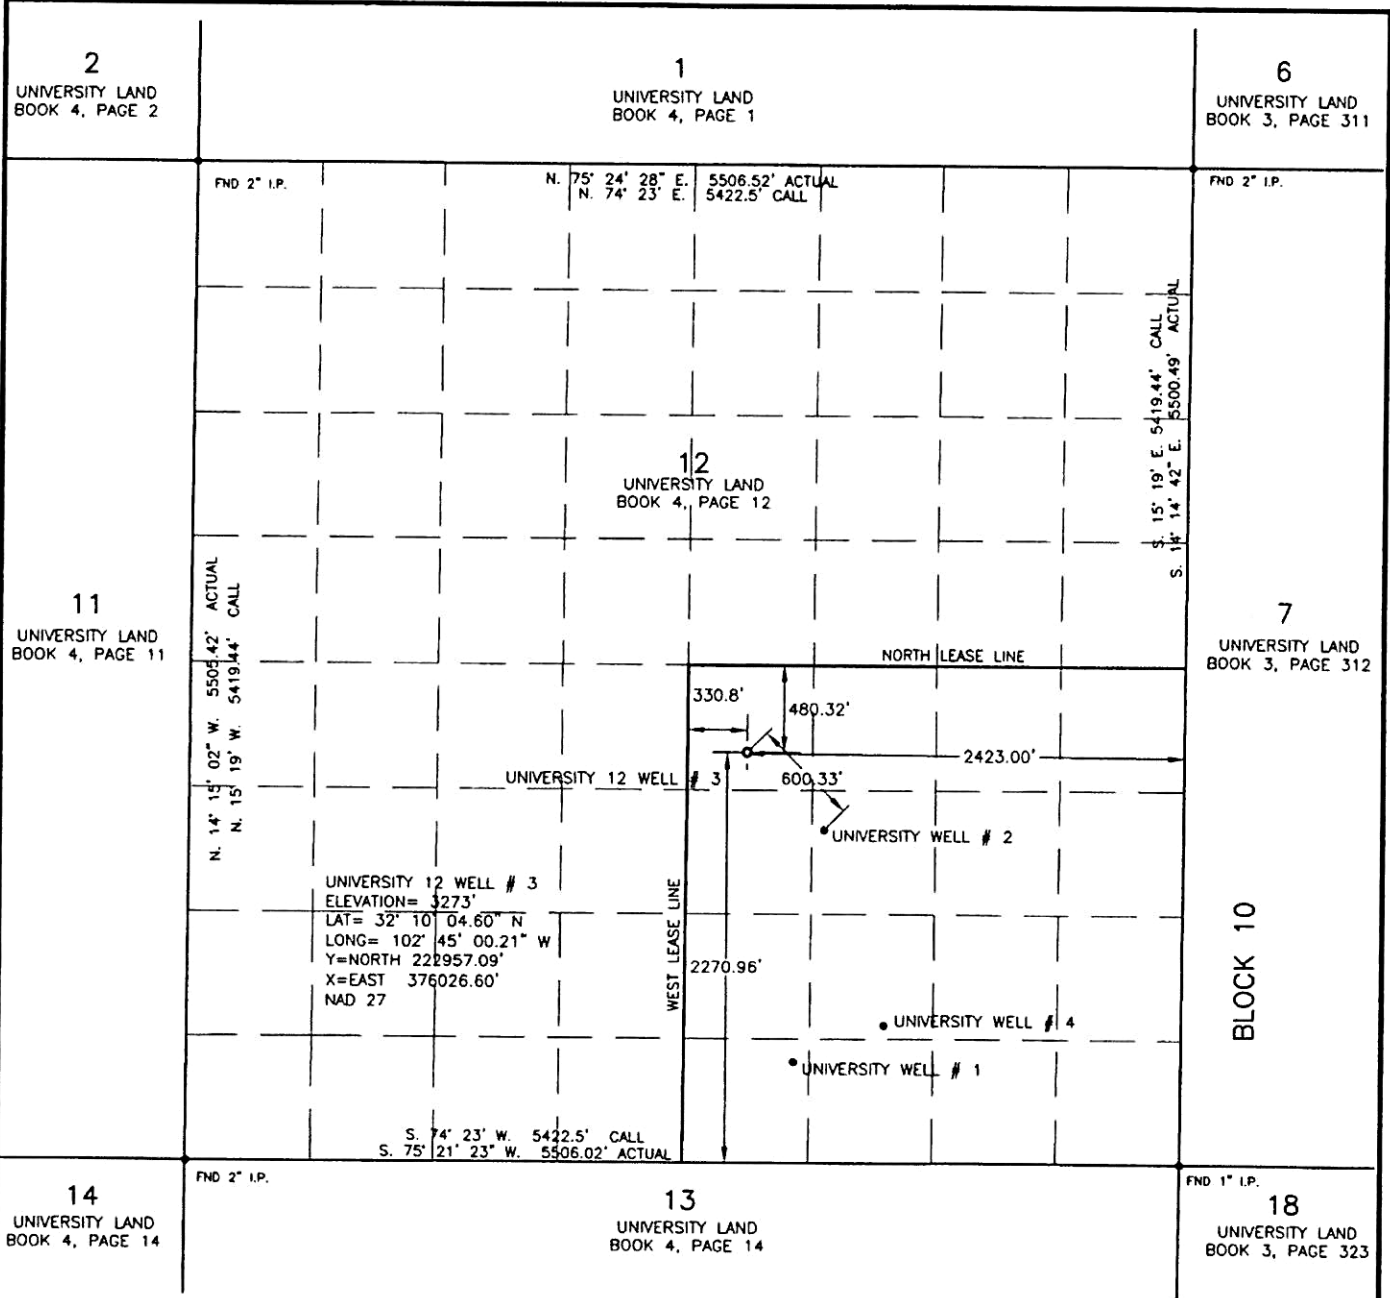 2
UNIVERSITY LAND
BOOK 4, PAGE 2
1
UNIVERSITY LAND
BOOK 4, PAGE 1
6
UNIVERSITY LAND
BOOK 3, PAGE 311
FND 2" I.P.
N. 75° 24' 28" E. 5506.52' ACTUAL
N. 74° 23' E. 5422.5' CALL
FND 2" I.P.
S. 15° 19' E. 5419.44' CALL
S. 14° 14' 42" E. 5500.49' ACTUAL
12
UNIVERSITY LAND
BOOK 4, PAGE 12
11
UNIVERSITY LAND
BOOK 4, PAGE 11
N. 14° 15' 02" W. 5505.42' ACTUAL
N. 15° 19' W. 5419.44' CALL
7
UNIVERSITY LAND
BOOK 3, PAGE 312
NORTH LEASE LINE
330.8'
480.32'
2423.00'
600.33'
UNIVERSITY 12 WELL # 3
UNIVERSITY WELL # 2
UNIVERSITY 12 WELL # 3
ELEVATION= 3273'
LAT= 32° 10' 04.60" N
LONG= 102° 45' 00.21" W
Y=NORTH 222957.09'
X=EAST 376026.60'
NAD 27
WEST LEASE LINE
2270.96'
BLOCK 10
UNIVERSITY WELL # 4
UNIVERSITY WELL # 1
S. 74° 23' W. 5422.5' CALL
S. 75° 21' 23" W. 5506.02' ACTUAL
FND 2" I.P.
FND 1" I.P.
14
UNIVERSITY LAND
BOOK 4, PAGE 14
13
UNIVERSITY LAND
BOOK 4, PAGE 14
18
UNIVERSITY LAND
BOOK 3, PAGE 323